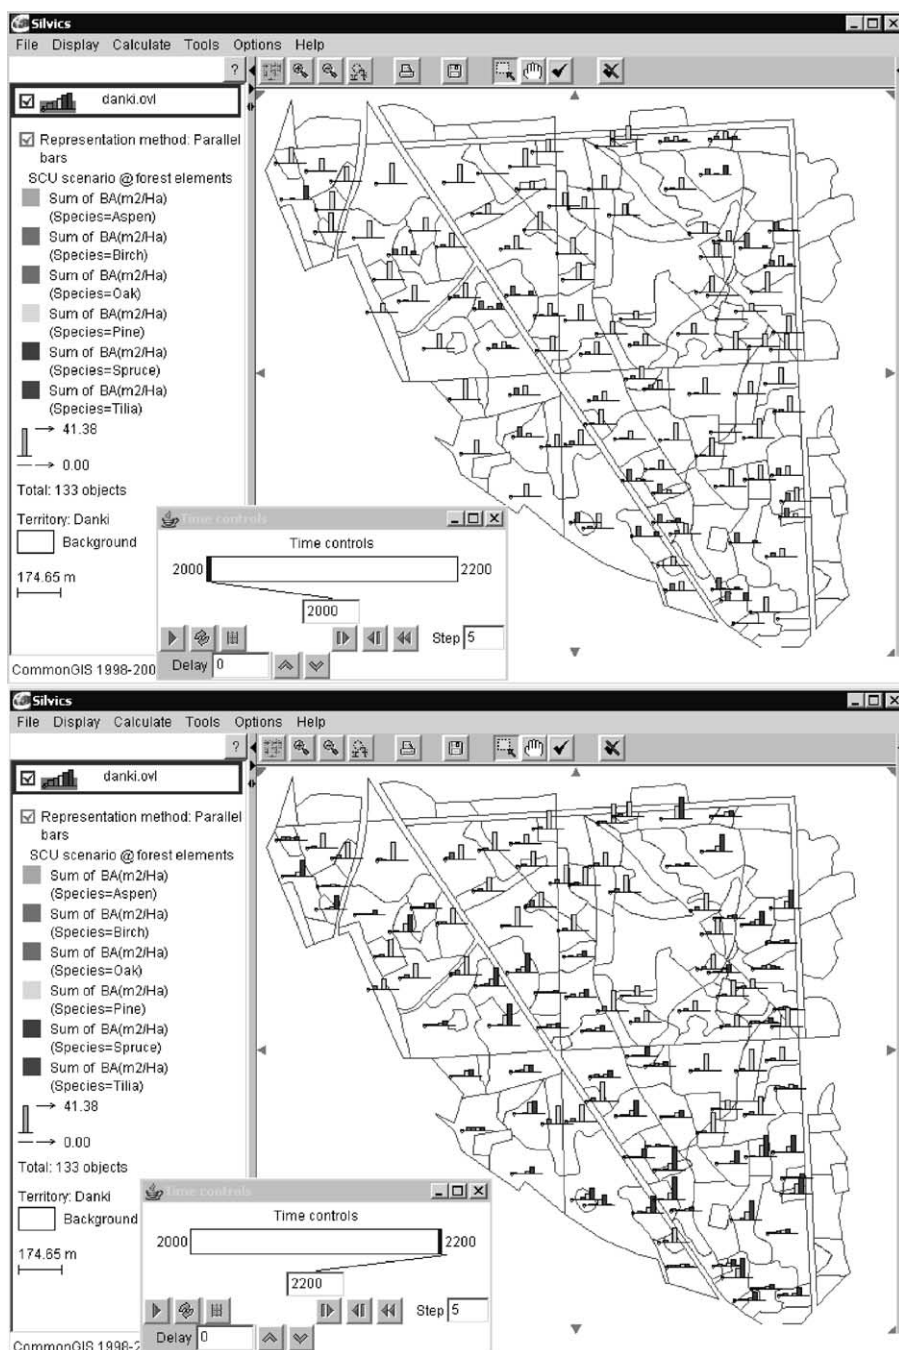 Silvics
File Display Calculate Tools Options Help
?
danki.ovl
Representation method: Parallel
bars
SCU scenario @ forest elements
Sum of BA(m2/Ha)
(Species=Aspen)
Sum of BA(m2/Ha)
(Species=Birch)
Sum of BA(m2/Ha)
(Species=Oak)
Sum of BA(m2/Ha)
(Species=Pine)
Sum of BA(m2/Ha)
(Species=Spruce)
Sum of BA(m2/Ha)
(Species=Tilia)
41.38
0.00
Total: 133 objects
Territory: Danki
Background
174.65 m
CommonGIS 1998-200
Time controls
Time controls
2000 2200
2000
Step 5
Delay 0
Silvics
File Display Calculate Tools Options Help
?
danki.ovl
Representation method: Parallel
bars
SCU scenario @ forest elements
Sum of BA(m2/Ha)
(Species=Aspen)
Sum of BA(m2/Ha)
(Species=Birch)
Sum of BA(m2/Ha)
(Species=Oak)
Sum of BA(m2/Ha)
(Species=Pine)
Sum of BA(m2/Ha)
(Species=Spruce)
Sum of BA(m2/Ha)
(Species=Tilia)
41.38
0.00
Total: 133 objects
Territory: Danki
Background
174.65 m
CommonGIS 1998-2
Time controls
Time controls
2000 2200
2200
Step 5
Delay 0